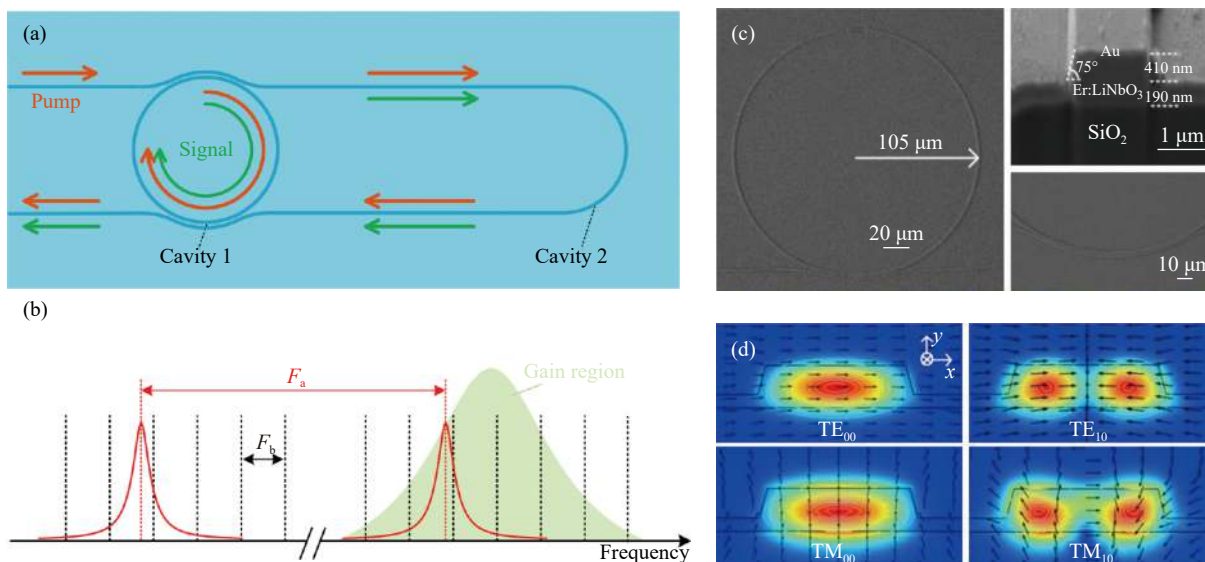 (a)
Pump
Signal
Cavity 1
Cavity 2
(b)
Fa
Gain region
Fb
Frequency
(c)
105 μm
20 μm
Au
75°
410 nm
Er:LiNbO3
190 nm
SiO2
1 μm
10 μm
(d)
y
x
TE00
TE10
TM00
TM10